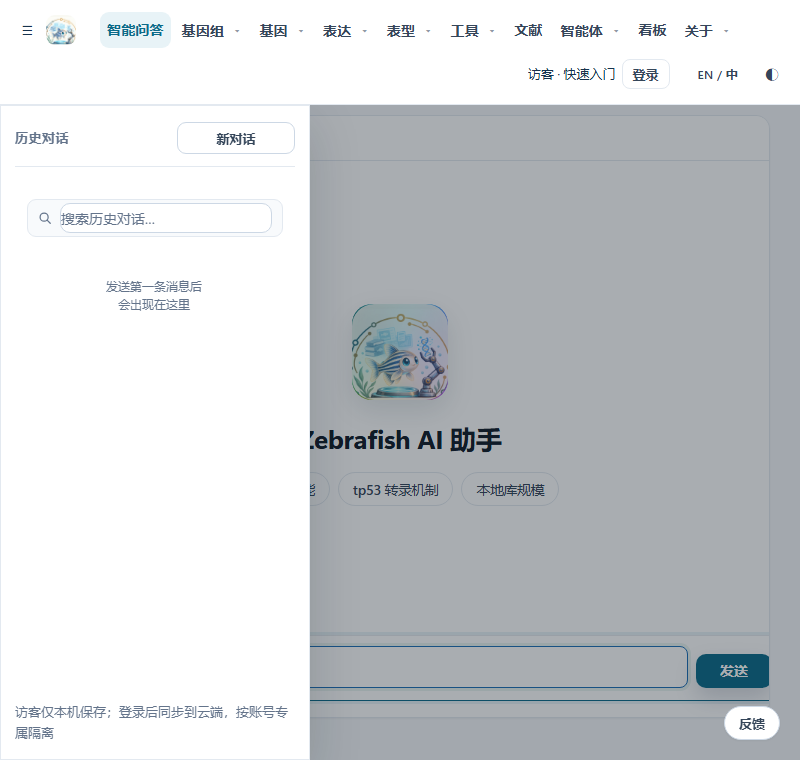 ☰ 智能问答 基因组 基因 表达 表型 工具 文献 智能体 看板 关于
访客 · 快速入门 登录 EN / 中
历史对话 新对话
搜索历史对话...
发送第一条消息后
会出现在这里
Zebrafish AI 助手
能 tp53 转录机制 本地库规模
发送
访客仅本机保存；登录后同步到云端，按账号专
属隔离
反馈